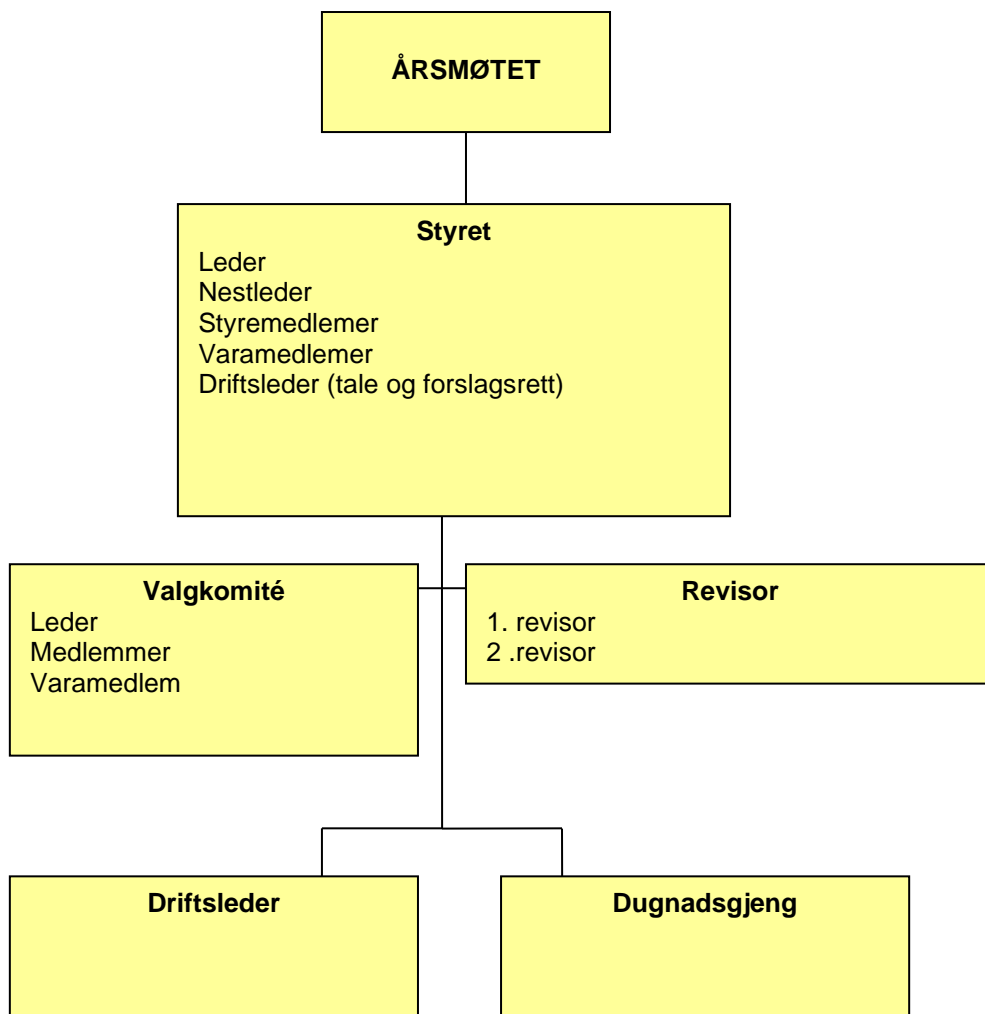 ÅRSMØTET
Styret
Leder
Nestleder
Styremedlemer
Varamedlemer
Driftsleder (tale og forslagsrett)
Valgkomité
Leder
Medlemmer
Varamedlem
Revisor
1. revisor
2 .revisor
Driftsleder
Dugnadsgjeng